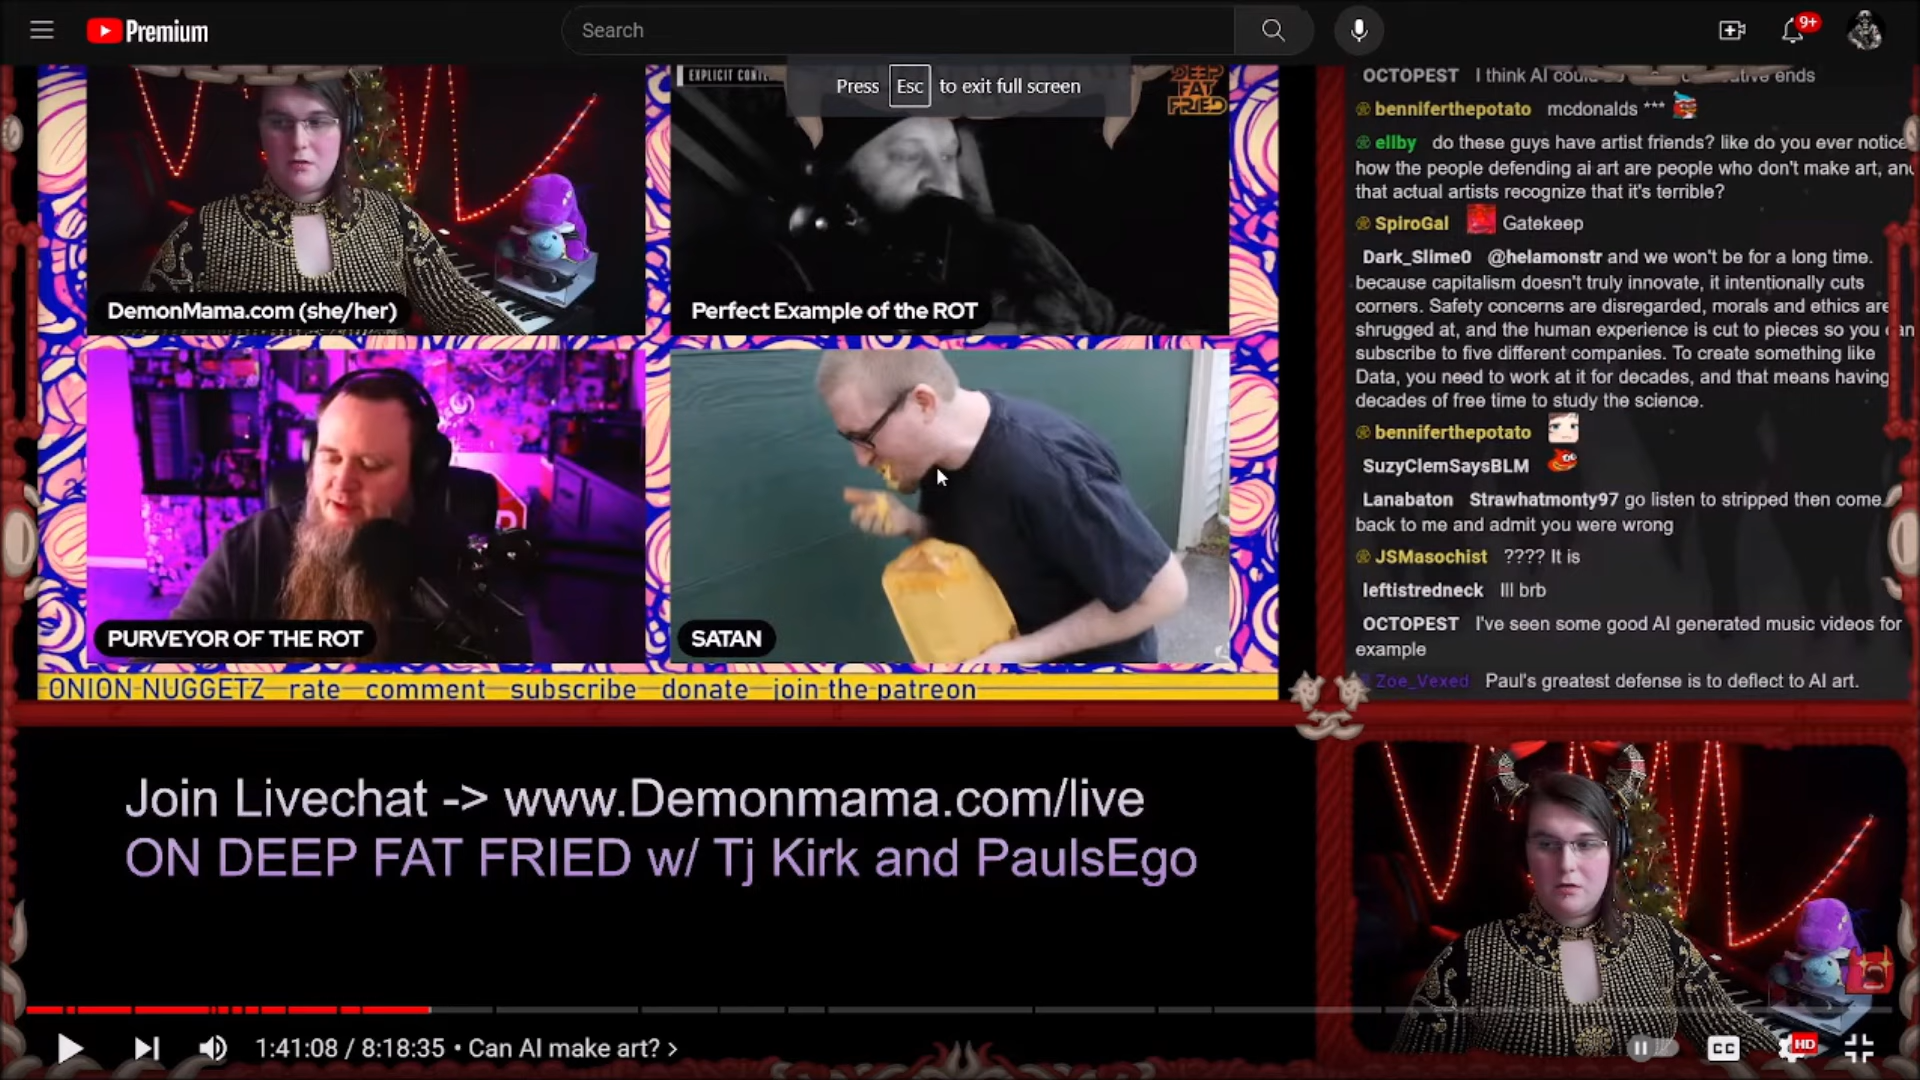 Premium
Search
9+
Press Esc to exit full screen
EXPLICIT
DEEP
FAT
FRIED
DemonMama.com (she/her)
Perfect Example of the ROT
PURVEYOR OF THE ROT
SATAN
ONION NUGGETZ rate comment subscribe donate join the patreon
OCTOPEST I think AI ends
benniferthepotato mcdonalds ***
ellby do these guys have artist friends? like do you ever notice
how the people defending ai art are people who don't make art, and
that actual artists recognize that it's terrible?
SpiroGal Gatekeep
Dark_Slime0 @helamonstr and we won't be for a long time.
because capitalism doesn't truly innovate, it intentionally cuts
corners. Safety concerns are disregarded, morals and ethics are
shrugged at, and the human experience is cut to pieces so you can
subscribe to five different companies. To create something like
Data, you need to work at it for decades, and that means having
decades of free time to study the science.
benniferthepotato
SuzyClemSaysBLM
Lanabaton Strawhatmonty97 go listen to stripped then come
back to me and admit you were wrong
JSMasochist ???? It is
leftistredneck Ill brb
OCTOPEST I've seen some good AI generated music videos for
example
Zoe_Vexed Paul's greatest defense is to deflect to AI art.
Join Livechat -> www.Demonmama.com/live
ON DEEP FAT FRIED w/ Tj Kirk and PaulsEgo
1:41:08 / 8:18:35 • Can AI make art? >
CC
HD